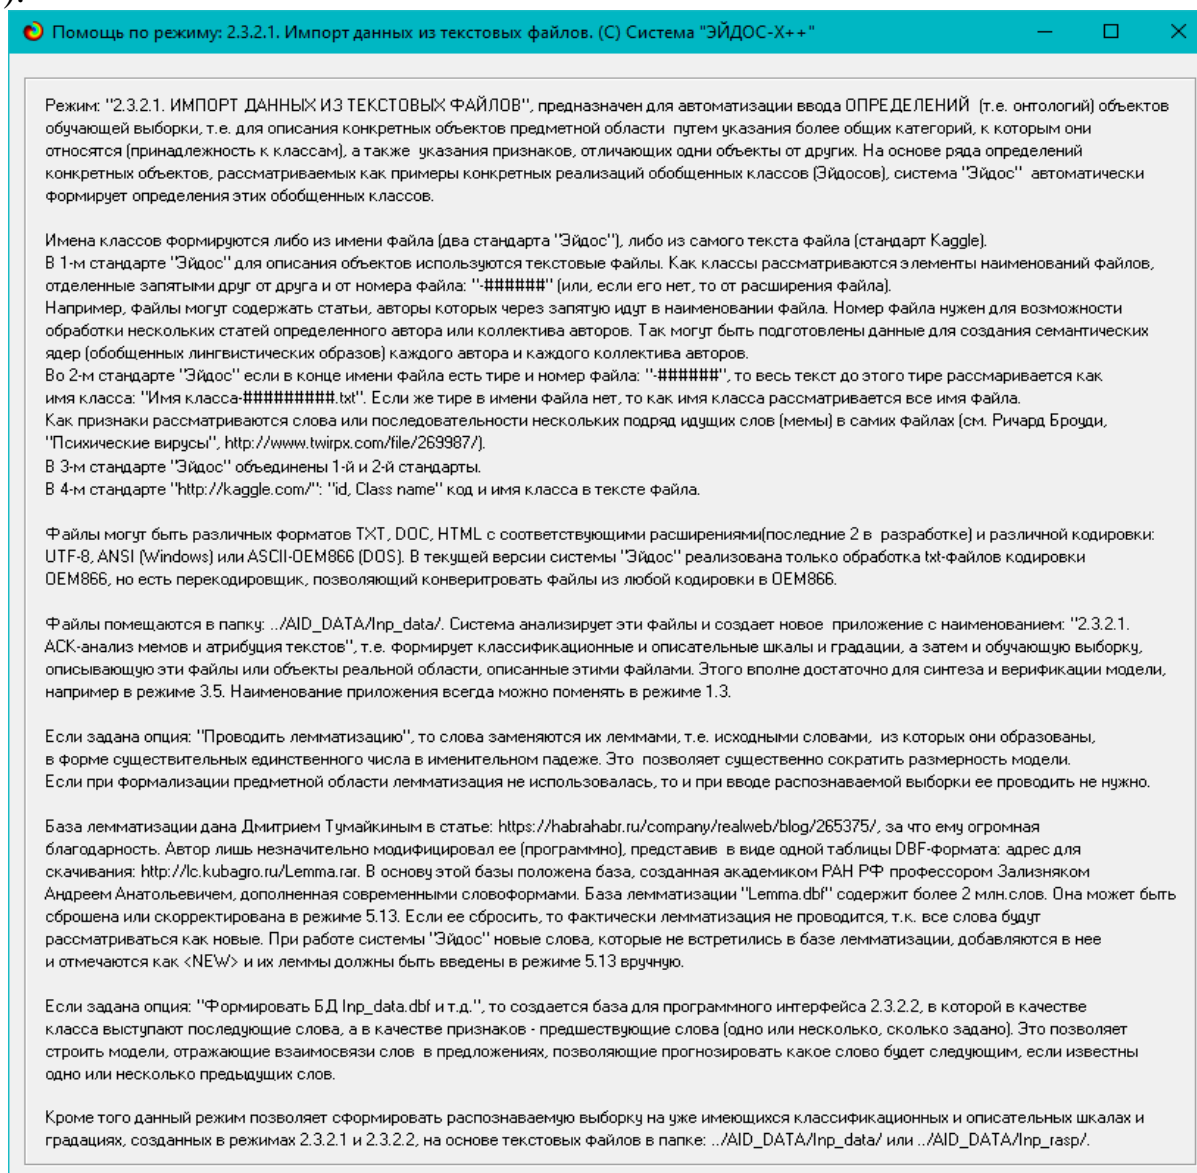 ).
Помощь по режиму: 2.3.2.1. Импорт данных из текстовых файлов. (C) Система "ЭЙДОС-X++"
Режим: "2.3.2.1. ИМПОРТ ДАННЫХ ИЗ ТЕКСТОВЫХ ФАЙЛОВ", предназначен для автоматизации ввода ОПРЕДЕЛЕНИЙ (т.е. онтологий) объектов
обучающей выборки, т.е. для описания конкретных объектов предметной области путем указания более общих категорий, к которым они
относятся (принадлежность к классам), а также указания признаков, отличающих одни объекты от других. На основе ряда определений
конкретных объектов, рассматриваемых как примеры конкретных реализаций обобщенных классов (Эйдосов), система "Эйдос" автоматически
формирует определения этих обобщенных классов.
Имена классов формируются либо из имени файла (два стандарта "Эйдос"), либо из самого текста файла (стандарт Kaggle).
В 1-м стандарте "Эйдос" для описания объектов используются текстовые файлы. Как классы рассматриваются элементы наименований файлов,
отделенные запятыми друг от друга и от номера файла: "-######" (или, если его нет, то от расширения файла).
Например, файлы могут содержать статьи, авторы которых через запятую идут в наименовании файла. Номер файла нужен для возможности
обработки нескольких статей определенного автора или коллектива авторов. Так могут быть подготовлены данные для создания семантических
ядер (обобщенных лингвистических образов) каждого автора и каждого коллектива авторов.
Во 2-м стандарте "Эйдос" если в конце имени файла есть тире и номер файла: "-######", то весь текст до этого тире рассмаривается как
имя класса: "Имя класса-#########.txt". Если же тире в имени файла нет, то как имя класса рассматривается все имя файла.
Как признаки рассматриваются слова или последовательности нескольких подряд идущих слов (мемы) в самих файлах (см. Ричард Броуди,
"Психические вирусы", http://www.twirpx.com/file/269987/).
В 3-м стандарте "Эйдос" объединены 1-й и 2-й стандарты.
В 4-м стандарте "http://kaggle.com/": "id, Class name" код и имя класса в тексте файла.
Файлы могут быть различных форматов TXT, DOC, HTML с соответствующими расширениями(последние 2 в разработке) и различной кодировки:
UTF-8, ANSI (Windows) или ASCII-OEM866 (DOS). В текущей версии системы "Эйдос" реализована только обработка txt-файлов кодировки
OEM866, но есть перекодировщик, позволяющий конверитровать файлы из любой кодировки в OEM866.
Файлы помещаются в папку: ../AID_DATA/Inp_data/. Система анализирует эти файлы и создает новое приложение с наименованием: "2.3.2.1.
АСК-анализ мемов и атрибуция текстов", т.е. формирует классификационные и описательные шкалы и градации, а затем и обучающую выборку,
описывающую эти файлы или объекты реальной области, описанные этими файлами. Этого вполне достаточно для синтеза и верификации модели,
например в режиме 3.5. Наименование приложения всегда можно поменять в режиме 1.3.
Если задана опция: "Проводить лемматизацию", то слова заменяются их леммами, т.е. исходными словами, из которых они образованы,
в форме существительных единственного числа в именительном падеже. Это позволяет существенно сократить размерность модели.
Если при формализации предметной области лемматизация не использовалась, то и при вводе распознаваемой выборки ее проводить не нужно.
База лемматизации дана Дмитрием Тумайкиным в статье: https://habrahabr.ru/company/realweb/blog/265375/, за что ему огромная
благодарность. Автор лишь незначительно модифицировал ее (программно), представив в виде одной таблицы DBF-формата: адрес для
скачивания: http://lc.kubagro.ru/Lemma.rar. В основу этой базы положена база, созданная академиком РАН РФ профессором Зализняком
Андреем Анатольевичем, дополненная современными словоформами. База лемматизации "Lemma.dbf" содержит более 2 млн.слов. Она может быть
сброшена или скорректирована в режиме 5.13. Если ее сбросить, то фактически лемматизация не проводится, т.к. все слова будут
рассматриваться как новые. При работе системы "Эйдос" новые слова, которые не встретились в базе лемматизации, добавляются в нее
и отмечаются как <NEW> и их леммы должны быть введены в режиме 5.13 вручную.
Если задана опция: "Формировать БД Inp_data.dbf и т.д.", то создается база для программного интерфейса 2.3.2.2, в которой в качестве
класса выступают последующие слова, а в качестве признаков - предшествующие слова (одно или несколько, сколько задано). Это позволяет
строить модели, отражающие взаимосвязи слов в предложениях, позволяющие прогнозировать какое слово будет следующим, если известны
одно или несколько предыдущих слов.
Кроме того данный режим позволяет сформировать распознаваемую выборку на уже имеющихся классификационных и описательных шкалах и
градациях, созданных в режимах 2.3.2.1 и 2.3.2.2, на основе текстовых файлов в папке: ../AID_DATA/Inp_data/ или ../AID_DATA/Inp_rasp/.